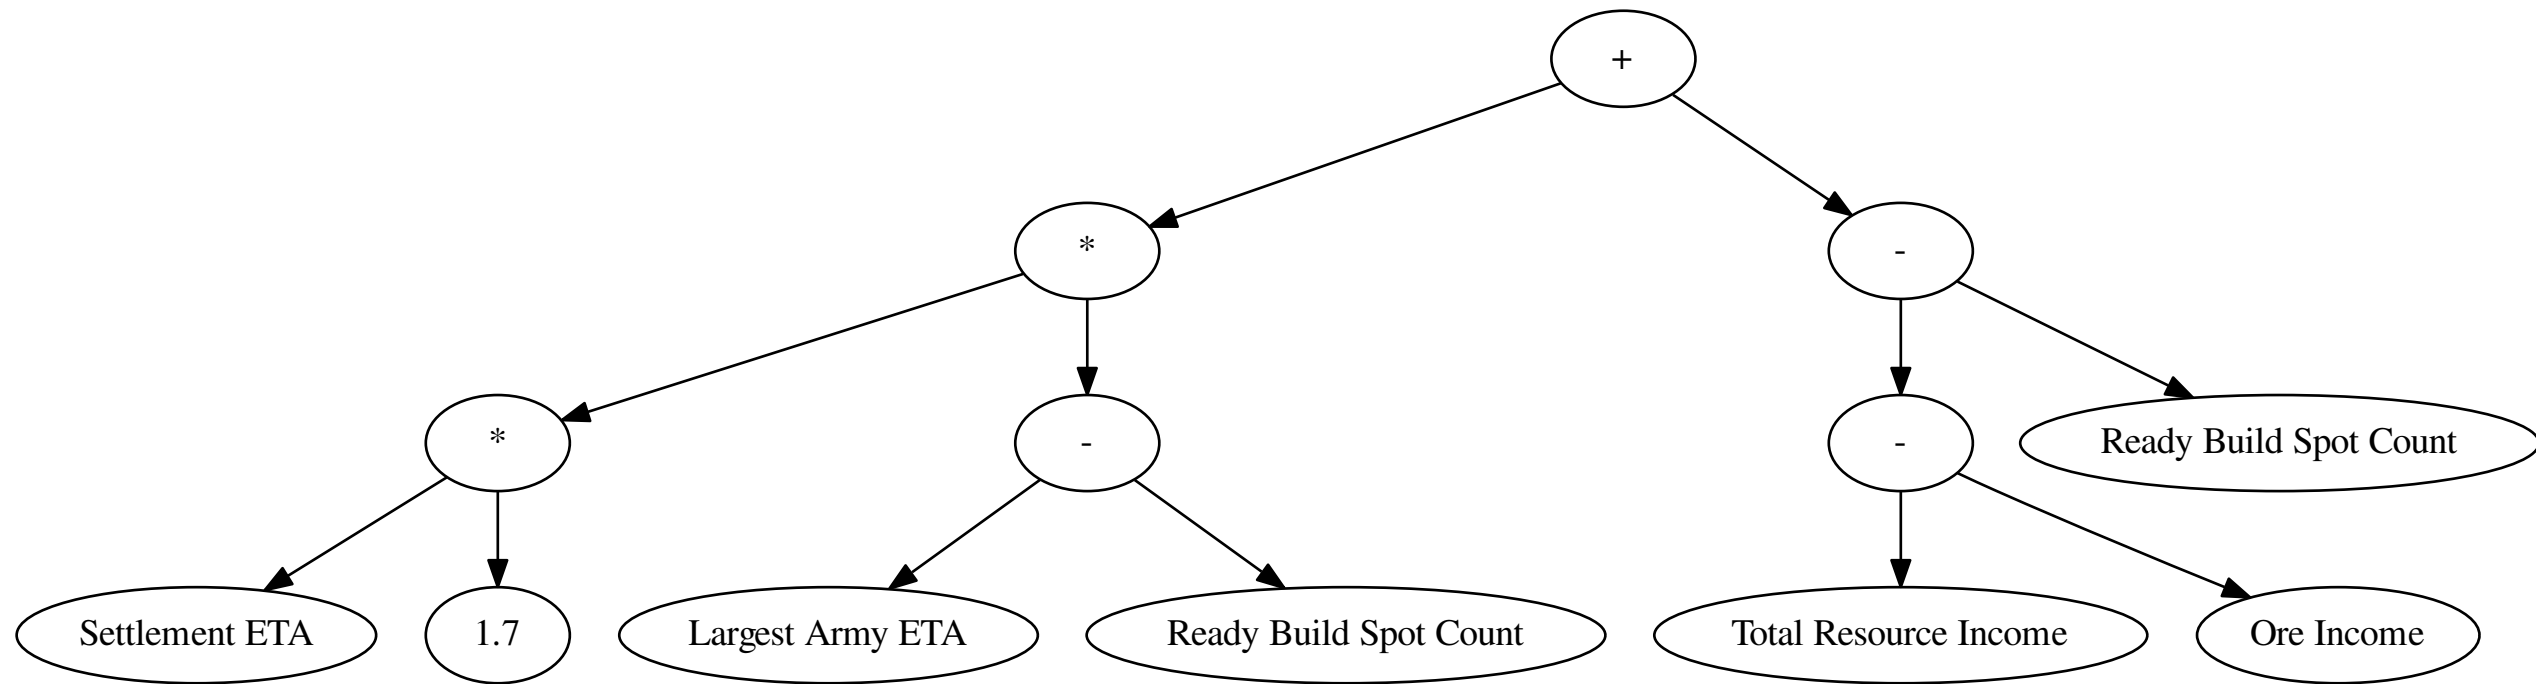 +
*
-
*
-
-
Ready Build Spot Count
Settlement ETA
1.7
Largest Army ETA
Ready Build Spot Count
Total Resource Income
Ore Income